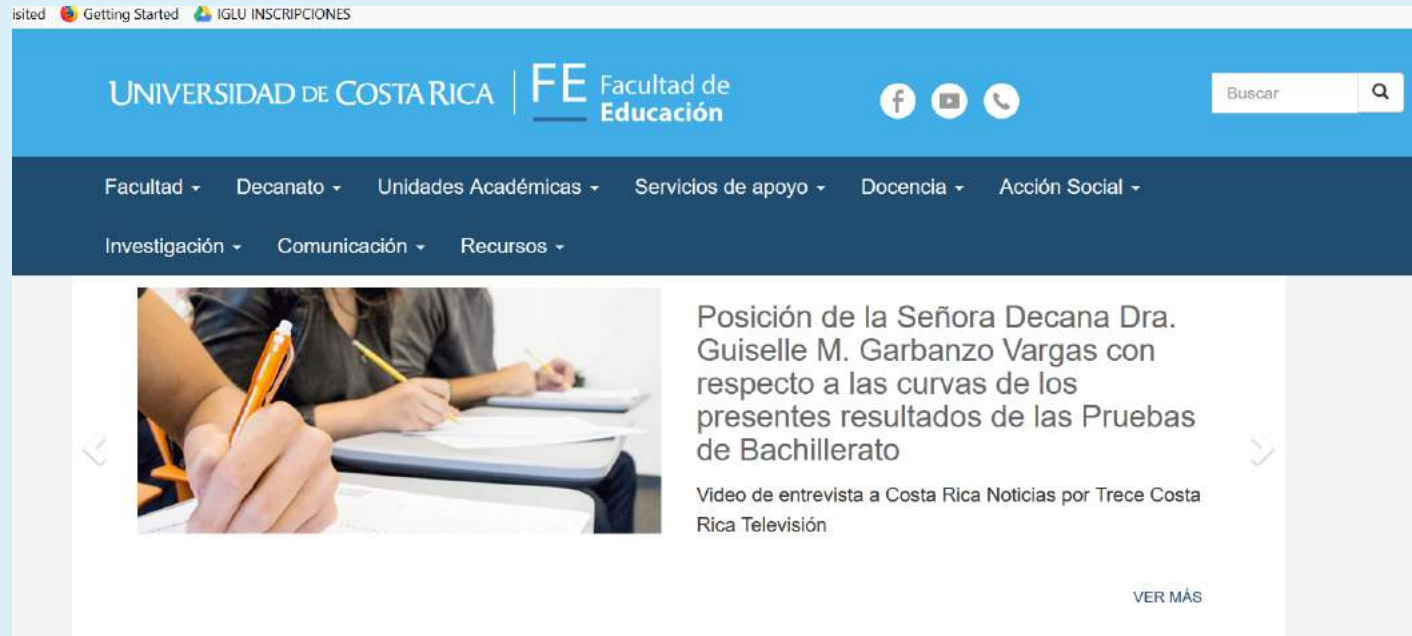 isited Getting Started IGLU INSCRIPCIONES
UNIVERSIDAD DE COSTA RICA FE Facultad de
Educación
Buscar
Facultad Decanato Unidades Académicas Servicios de apoyo Docencia Acción Social
Investigación Comunicación Recursos
Posición de la Señora Decana Dra.
Guiselle M. Garbanzo Vargas con
respecto a las curvas de los
presentes resultados de las Pruebas
de Bachillerato
Video de entrevista a Costa Rica Noticias por Trece Costa
Rica Televisión
VER MÁS